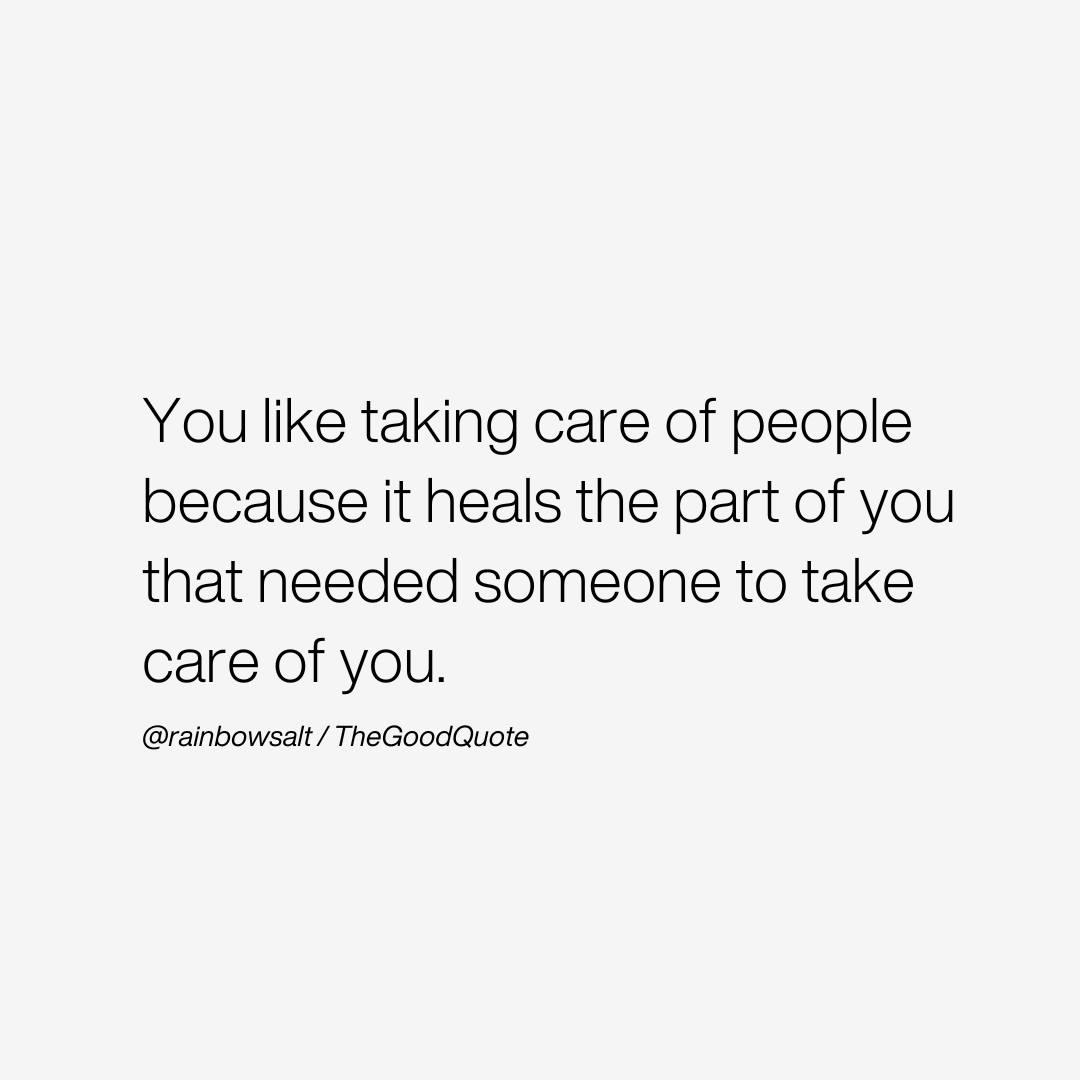 You like taking care of people
because it heals the part of you
that needed someone to take
care of you.
@rainbowsalt / TheGoodQuote